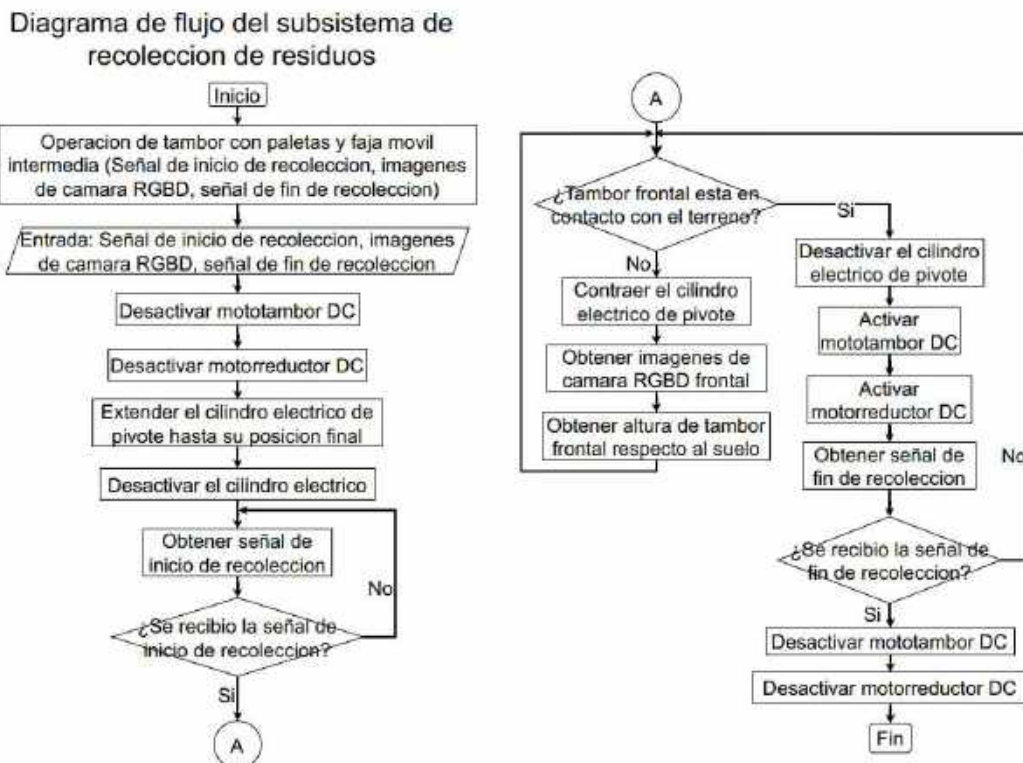 Diagrama de flujo del subsistema de
recoleccion de residuos
Inicio
Operacion de tambor con paletas y faja movil
intermedia (Señal de inicio de recoleccion, imagenes
de camara RGBD, señal de fin de recoleccion)
Entrada: Señal de inicio de recoleccion, imagenes
de camara RGBD, señal de fin de recoleccion
Desactivar mototambor DC
Desactivar motorreductor DC
Extender el cilindro electrico de
pivote hasta su posicion final
Desactivar el cilindro electrico
Obtener señal de
inicio de recoleccion
No
¿Se recibio la señal de
inicio de recoleccion?
Si
A
A
¿Tambor frontal esta en
contacto con el terreno?
Si
No
Contraer el cilindro
electrico de pivote
Obtener imagenes de
camara RGBD frontal
Obtener altura de tambor
frontal respecto al suelo
Desactivar el cilindro
electrico de pivote
Activar
mototambor DC
Activar
motorreductor DC
Obtener señal de
fin de recoleccion
No
¿Se recibio la señal de
fin de recoleccion?
Si
Desactivar mototambor DC
Desactivar motorreductor DC
Fin